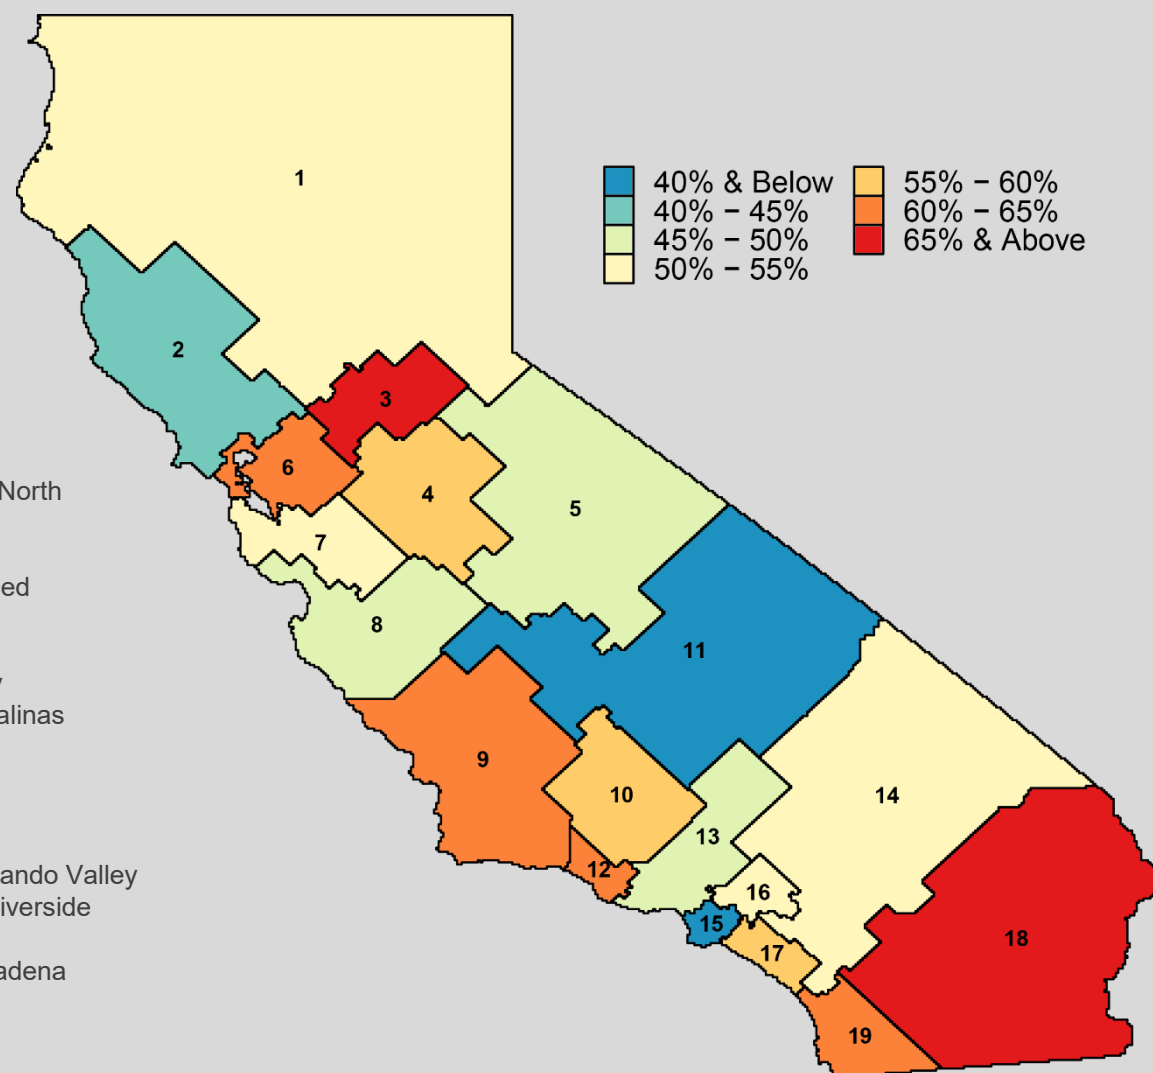 1
40% & Below
40% − 45%
45% − 50%
50% − 55%
55% − 60%
60% − 65%
65% & Above
2
3
6
4
North
5
7
ed
8
11
alinas
9
10
14
13
12
ando Valley
16
iverside
15
17
18
adena
19